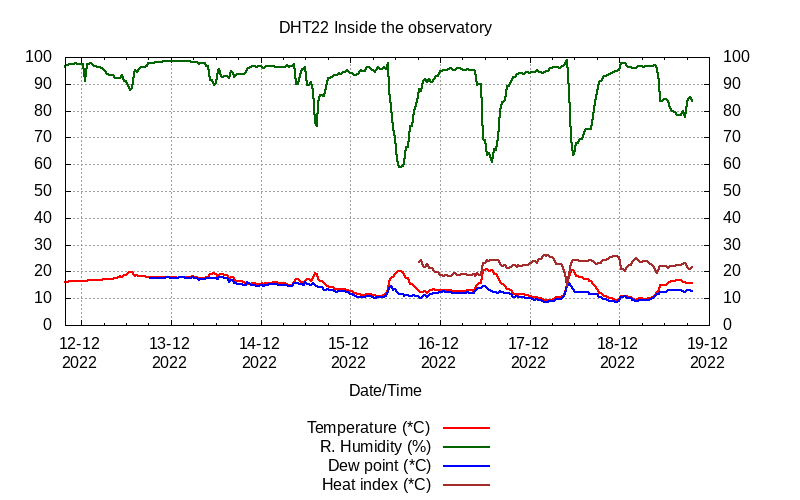 DHT22 Inside the observatory
100 100
90 90
80 80
70 70
60 60
50 50
40 40
30 30
20 20
10 10
0 0
12-12 13-12 14-12 15-12 16-12 17-12 18-12 19-12
2022 2022 2022 2022 2022 2022 2022 2022
Date/Time
Temperature (*C)
R. Humidity (%)
Dew point (*C)
Heat index (*C)